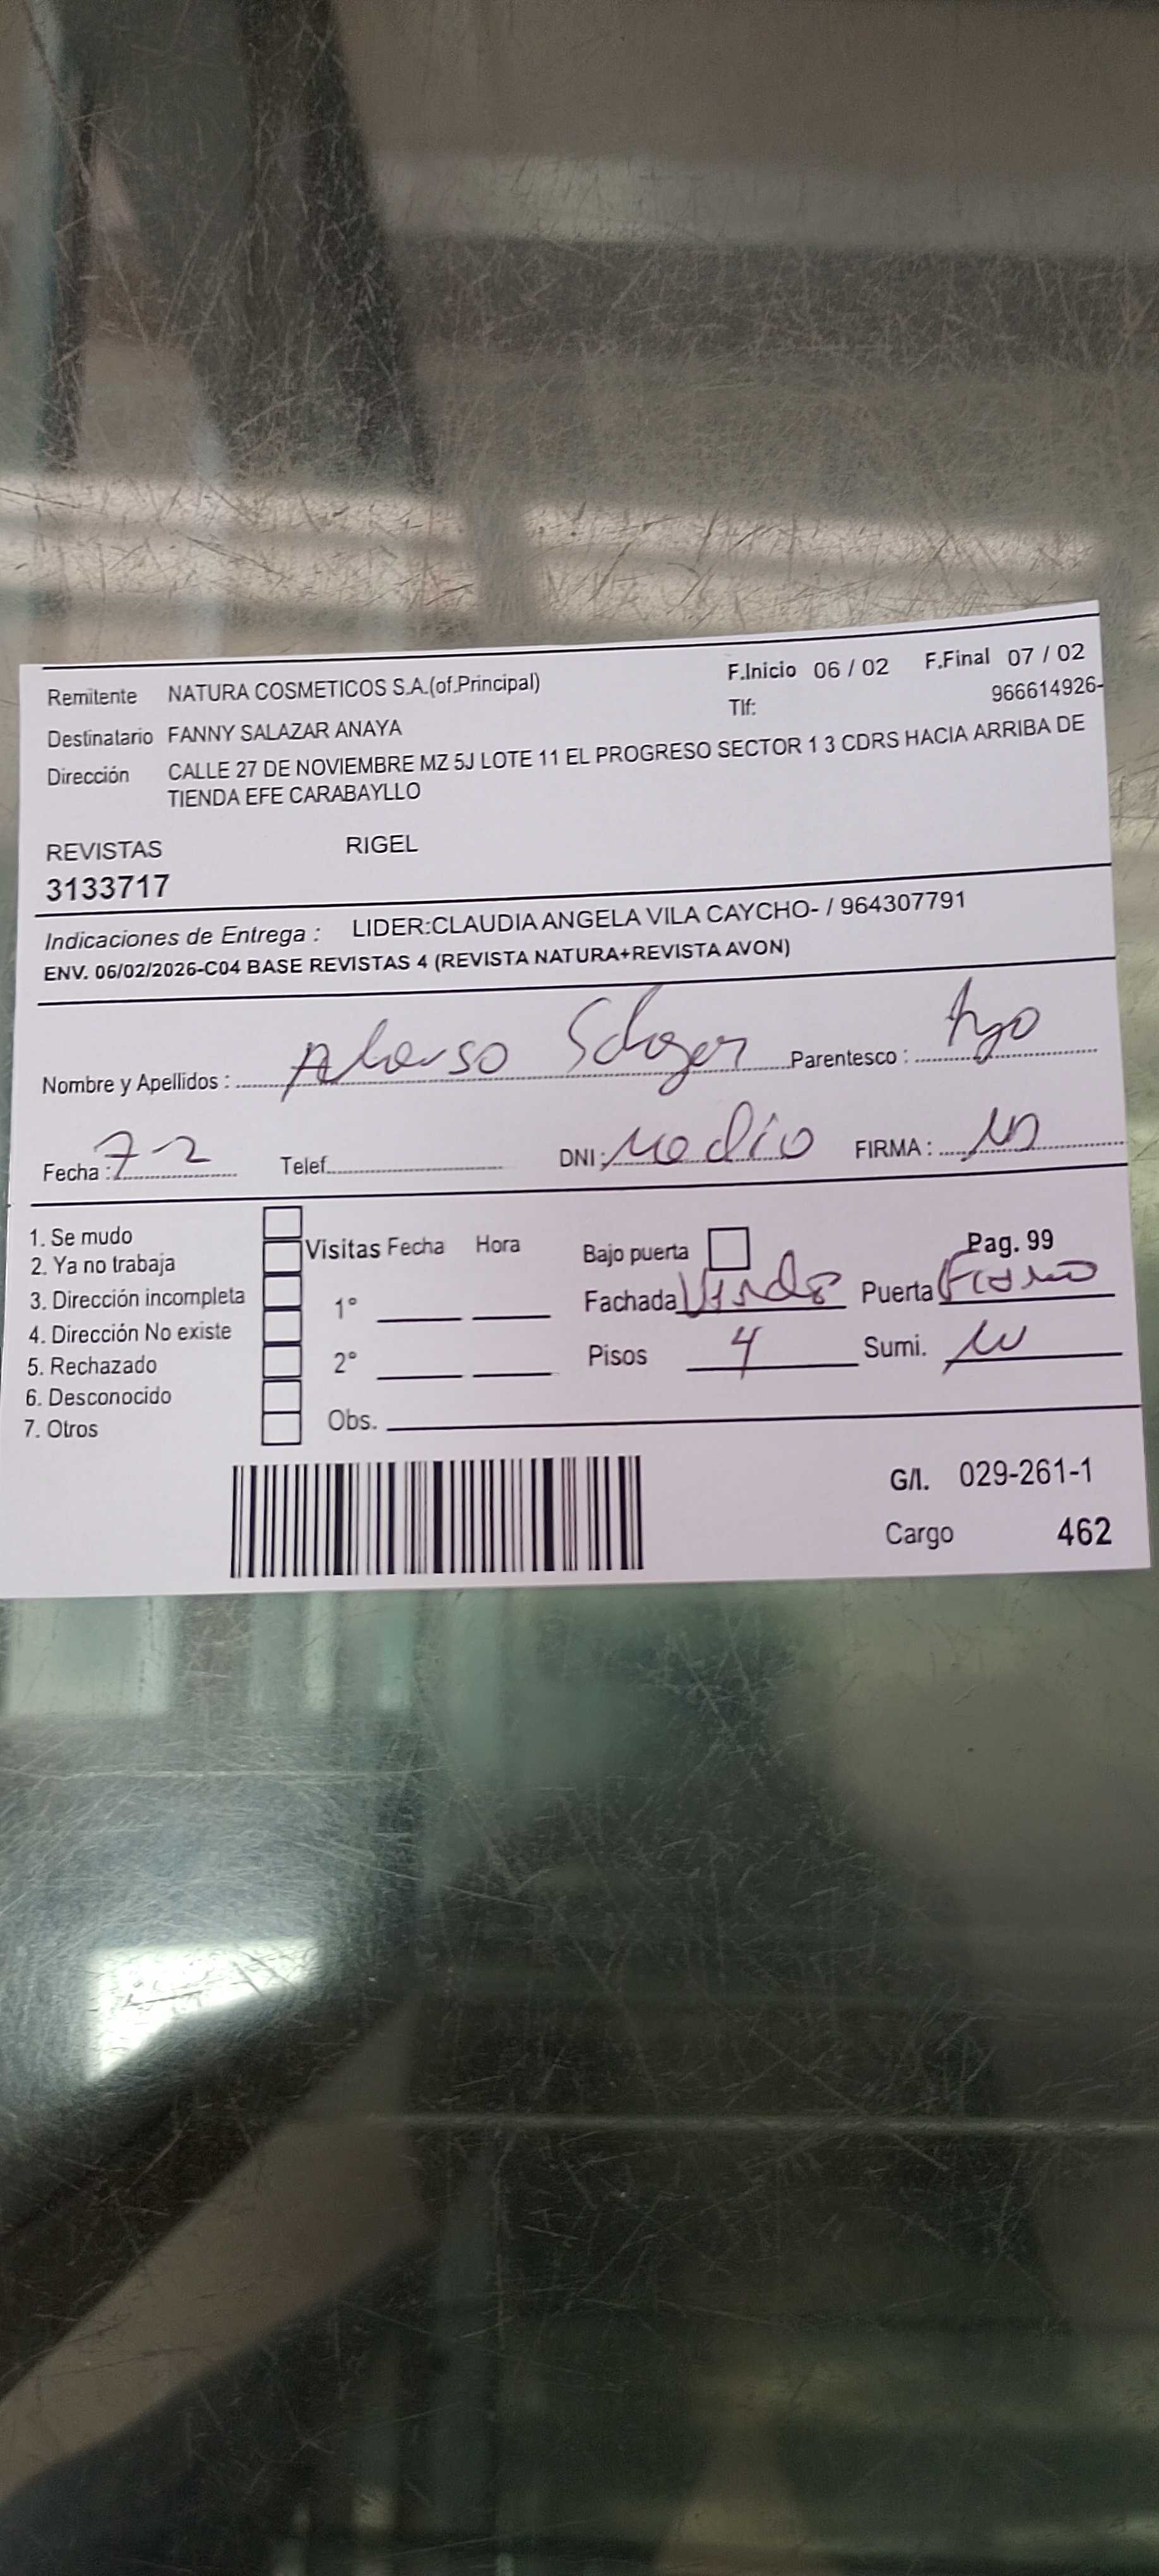 Remitente NATURA COSMETICOS S.A.(of.Principal) F.Inicio 06 / 02 F.Final 07 / 02
Destinatario FANNY SALAZAR ANAYA Tlf: 966614926-
Dirección CALLE 27 DE NOVIEMBRE MZ 5J LOTE 11 EL PROGRESO SECTOR 1 3 CDRS HACIA ARRIBA DE
TIENDA EFE CARABAYLLO
REVISTAS RIGEL
3133717
Indicaciones de Entrega : LIDER:CLAUDIA ANGELA VILA CAYCHO- / 964307791
ENV. 06/02/2026-C04 BASE REVISTAS 4 (REVISTA NATURA+REVISTA AVON)
Nombre y Apellidos : Parentesco :
Fecha : 7-2 Telef. DNI: FIRMA :
1. Se mudo
2. Ya no trabaja
3. Dirección incompleta
4. Dirección No existe
5. Rechazado
6. Desconocido
7. Otros
Visitas Fecha Hora
1°
2°
Obs.
Bajo puerta Pag. 99
Fachada Puerta
Pisos 4 Sumi.
G/I. 029-261-1
Cargo 462